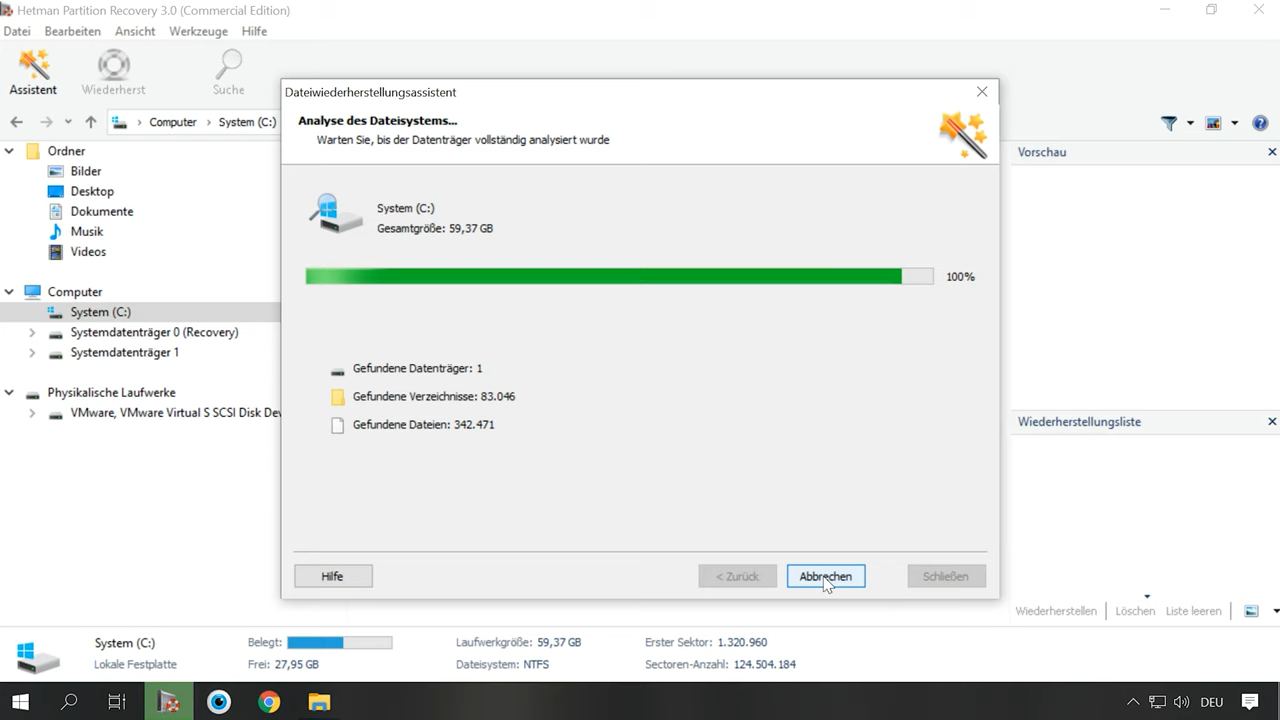 Hetman Partition Recovery 3.0 (Commercial Edition)
Datei Bearbeiten Ansicht Werkzeuge Hilfe
Assistent Wiederherst Suche
Computer System (C:)
Ordner
Bilder
Desktop
Dokumente
Musik
Videos
Computer
System (C:)
Systemdatenträger 0 (Recovery)
Systemdatenträger 1
Physikalische Laufwerke
VMware, VMware Virtual S SCSI Disk Dev
Dateiwiederherstellungsassistent
Analyse des Dateisystems...
Warten Sie, bis der Datenträger vollständig analysiert wurde
System (C:)
Gesamtgröße: 59,37 GB
100%
Gefundene Datenträger: 1
Gefundene Verzeichnisse: 83.046
Gefundene Dateien: 342.471
Hilfe < Zurück Abbrechen Schließen
Vorschau
Wiederherstellungsliste
Wiederherstellen Löschen Liste leeren
System (C:) Belegt: Laufwerkgröße: 59,37 GB Erster Sektor: 1.320.960
Lokale Festplatte Frei: 27,95 GB Dateisystem: NTFS Sectoren-Anzahl: 124.504.184
DEU